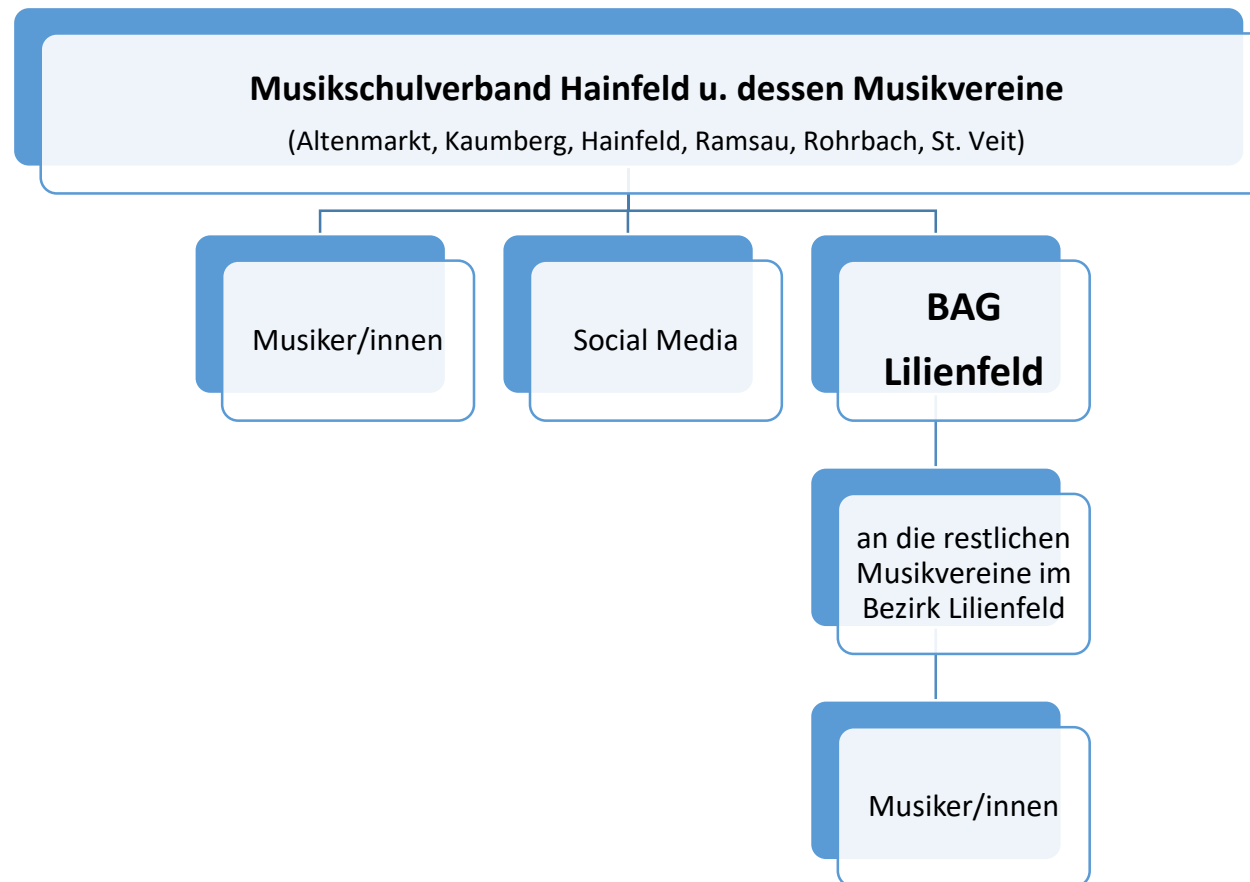 Musikschulverband Hainfeld u. dessen Musikvereine
(Altenmarkt, Kaumberg, Hainfeld, Ramsau, Rohrbach, St. Veit)
Musiker/innen
Social Media
BAG
Lilienfeld
an die restlichen
Musikvereine im
Bezirk Lilienfeld
Musiker/innen